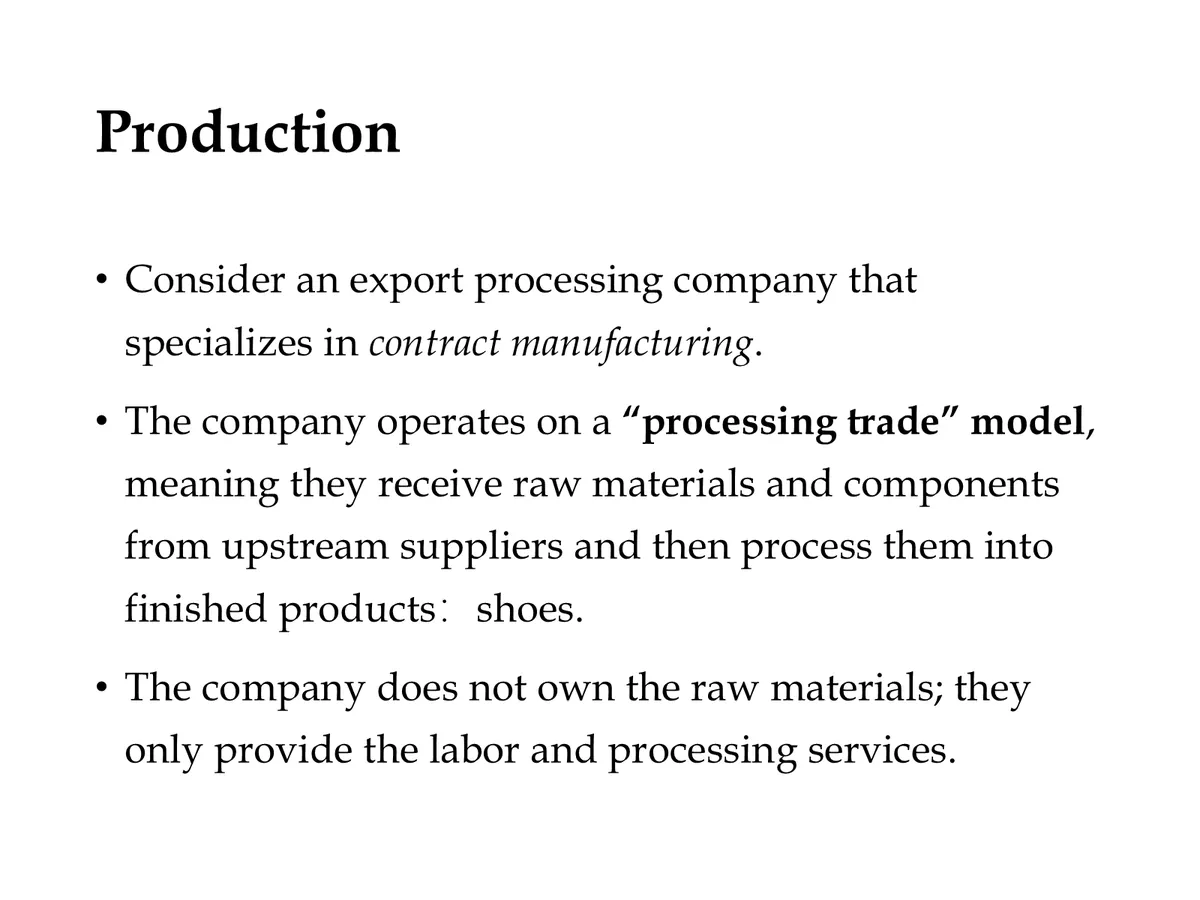 Production
• Consider an export processing company that
specializes in contract manufacturing.
• The company operates on a “processing trade” model,
meaning they receive raw materials and components
from upstream suppliers and then process them into
finished products： shoes.
• The company does not own the raw materials; they
only provide the labor and processing services.